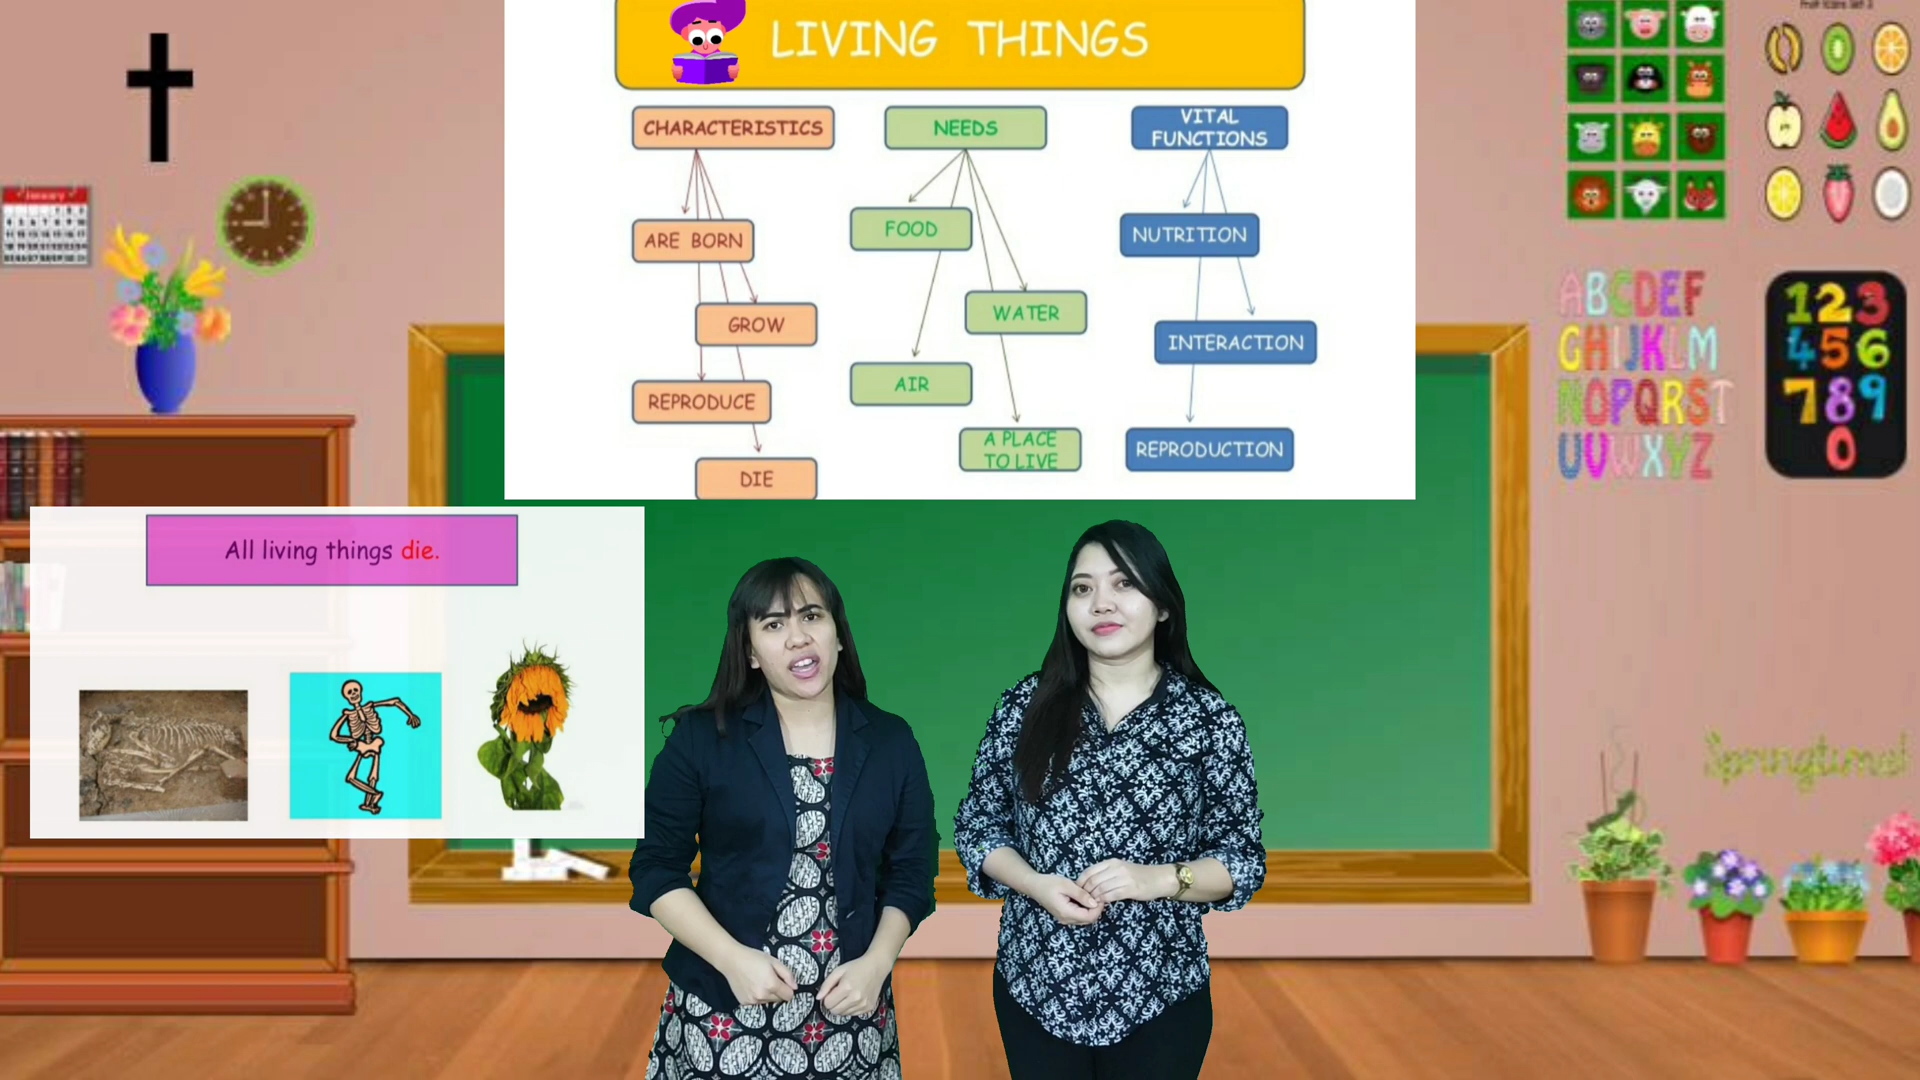 LIVING THINGS
CHARACTERISTICS
ARE BORN
GROW
REPRODUCE
DIE
NEEDS
FOOD
WATER
AIR
A PLACE
TO LIVE
VITAL
FUNCTIONS
NUTRITION
INTERACTION
REPRODUCTION
All living things die.
January
ABCDEF
GHIJKLM
NOPQRST
UVWXYZ
123
456
789
0
Springtime!